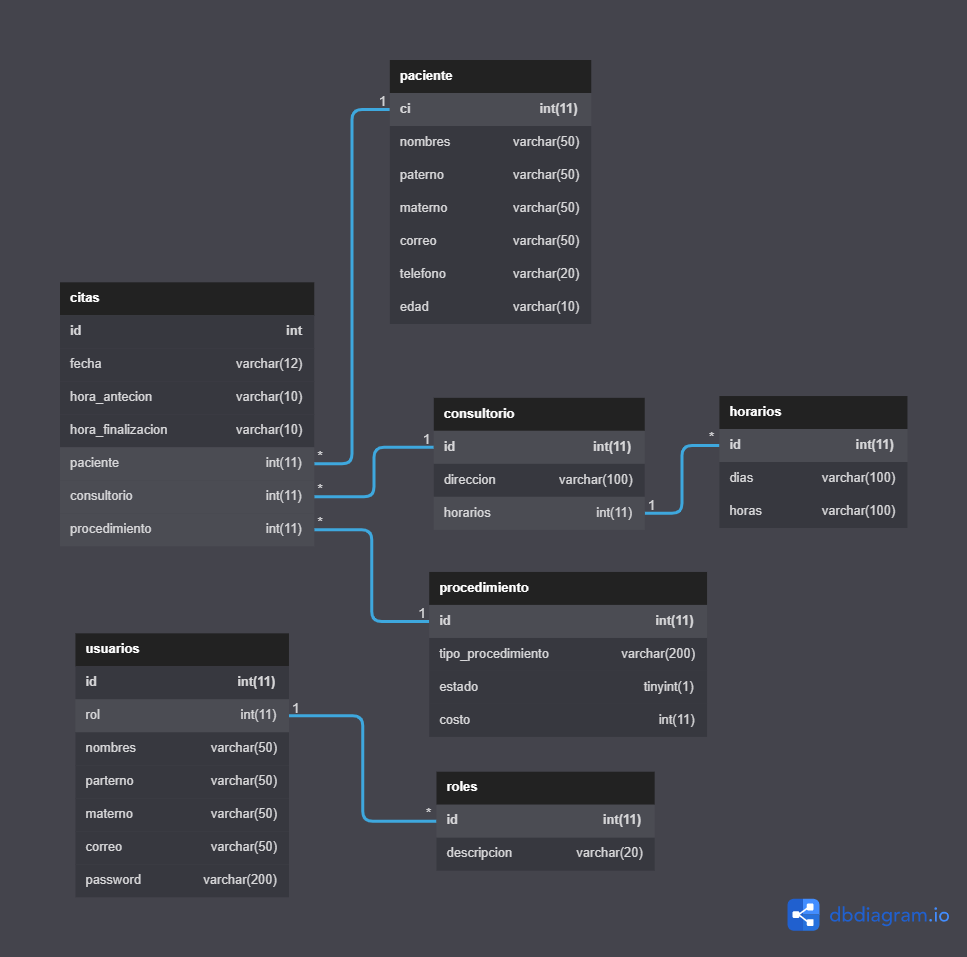 paciente
ci int(11)
nombres varchar(50)
paterno varchar(50)
materno varchar(50)
correo varchar(50)
telefono varchar(20)
edad varchar(10)
1
citas
id int
fecha varchar(12)
hora_antecion varchar(10)
hora_finalizacion varchar(10)
paciente int(11) *
consultorio int(11) *
procedimiento int(11) *
consultorio
1 id int(11)
direccion varchar(100)
horarios int(11) 1
horarios
* id int(11)
dias varchar(100)
horas varchar(100)
procedimiento
1 id int(11)
tipo_procedimiento varchar(200)
estado tinyint(1)
costo int(11)
usuarios
id int(11)
rol int(11) 1
nombres varchar(50)
parterno varchar(50)
materno varchar(50)
correo varchar(50)
password varchar(200)
roles
* id int(11)
descripcion varchar(20)
dbdiagram.io